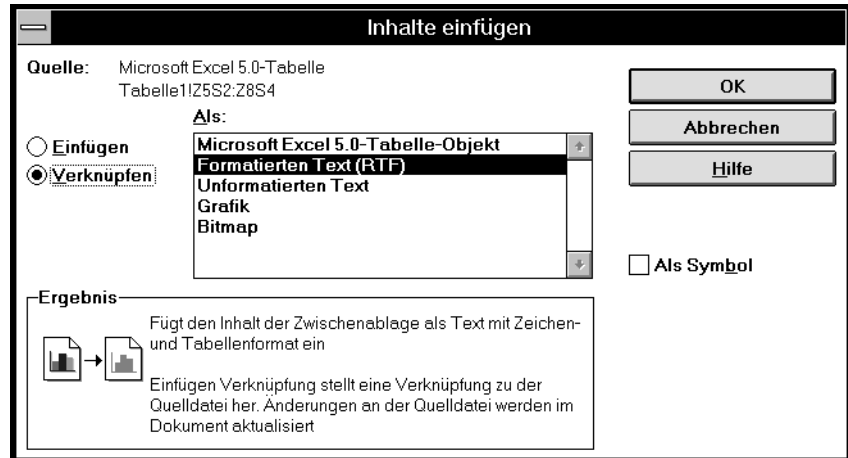 Inhalte einfügen
Quelle: Microsoft Excel 5.0-Tabelle
Tabelle1!Z5S2:Z8S4
Als:
Einfügen
Verknüpfen
Microsoft Excel 5.0-Tabelle-Objekt
Formatierten Text (RTF)
Unformatierten Text
Grafik
Bitmap
OK
Abbrechen
Hilfe
Als Symbol
Ergebnis
Fügt den Inhalt der Zwischenablage als Text mit Zeichen-
und Tabellenformat ein
Einfügen Verknüpfung stellt eine Verknüpfung zu der
Quelldatei her. Änderungen an der Quelldatei werden im
Dokument aktualisiert